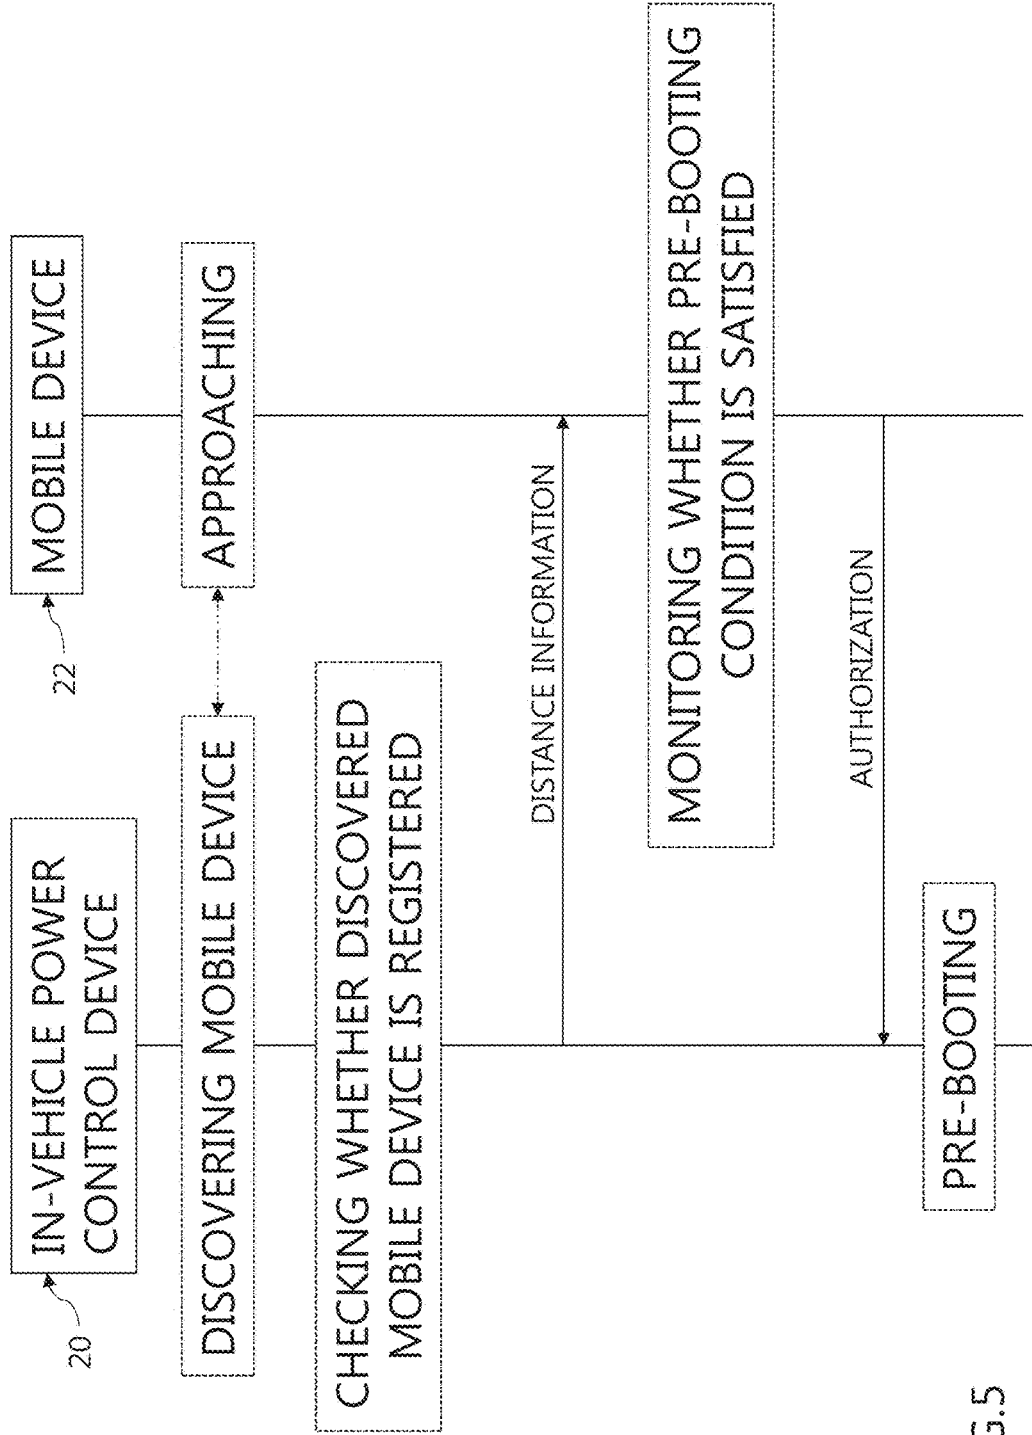 20
IN-VEHICLE POWER
CONTROL DEVICE
22
MOBILE DEVICE
DISCOVERING MOBILE DEVICE
APPROACHING
CHECKING WHETHER DISCOVERED
MOBILE DEVICE IS REGISTERED
DISTANCE INFORMATION
MONITORING WHETHER PRE-BOOTING
CONDITION IS SATISFIED
AUTHORIZATION
PRE-BOOTING
G.5